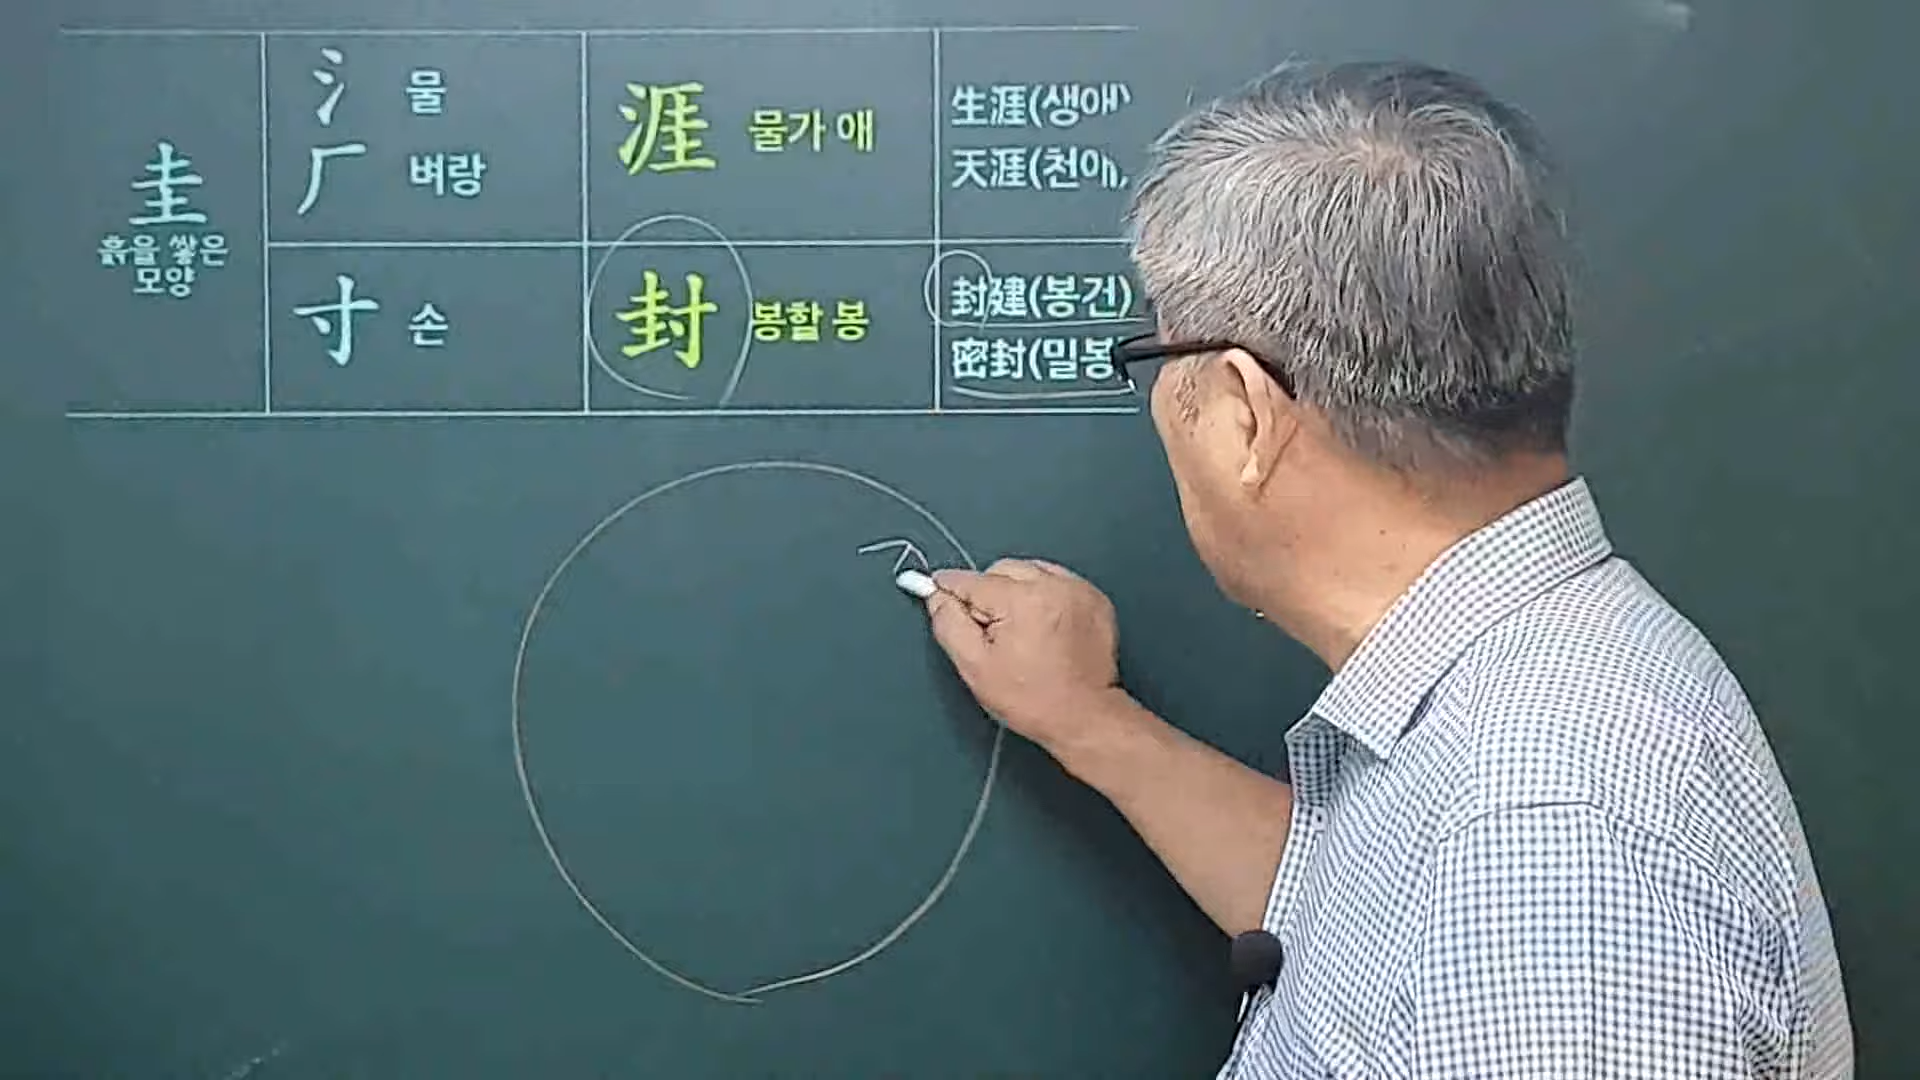 圭
흙을 쌓은
모양
氵 물
厂 벼랑
涯 물가 애
生涯(생애)
天涯(천애)
寸 손
封 봉할 봉
封建(봉건)
密封(밀봉